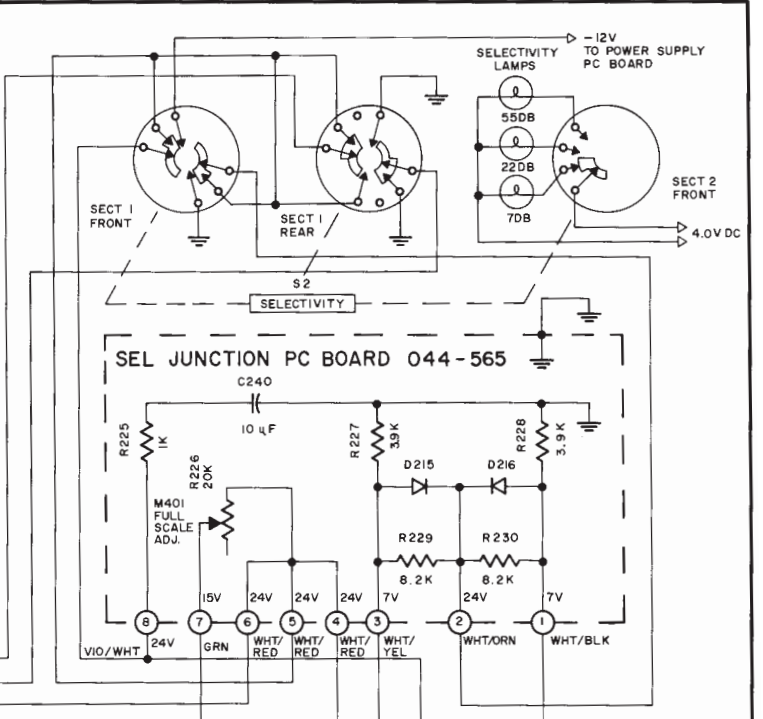 -12V
TO POWER SUPPLY
PC BOARD
SELECTIVITY
LAMPS
55DB
22DB
7DB
SECT 2
FRONT
4.0V DC
SECT 1
FRONT
SECT 1
REAR
S2
SELECTIVITY
SEL JUNCTION PC BOARD 044-565
C240
10 µF
R225
1K
R226
20K
M401
FULL
SCALE
ADJ.
R227
3.9K
R228
3.9K
D215
D216
R229
8.2K
R230
8.2K
15V
24V
24V
24V
7V
24V
7V
8
7
6
5
4
3
2
1
24V
VIO/WHT
GRN
WHT/
RED
WHT/
RED
WHT/
RED
WHT/
YEL
WHT/ORN
WHT/BLK